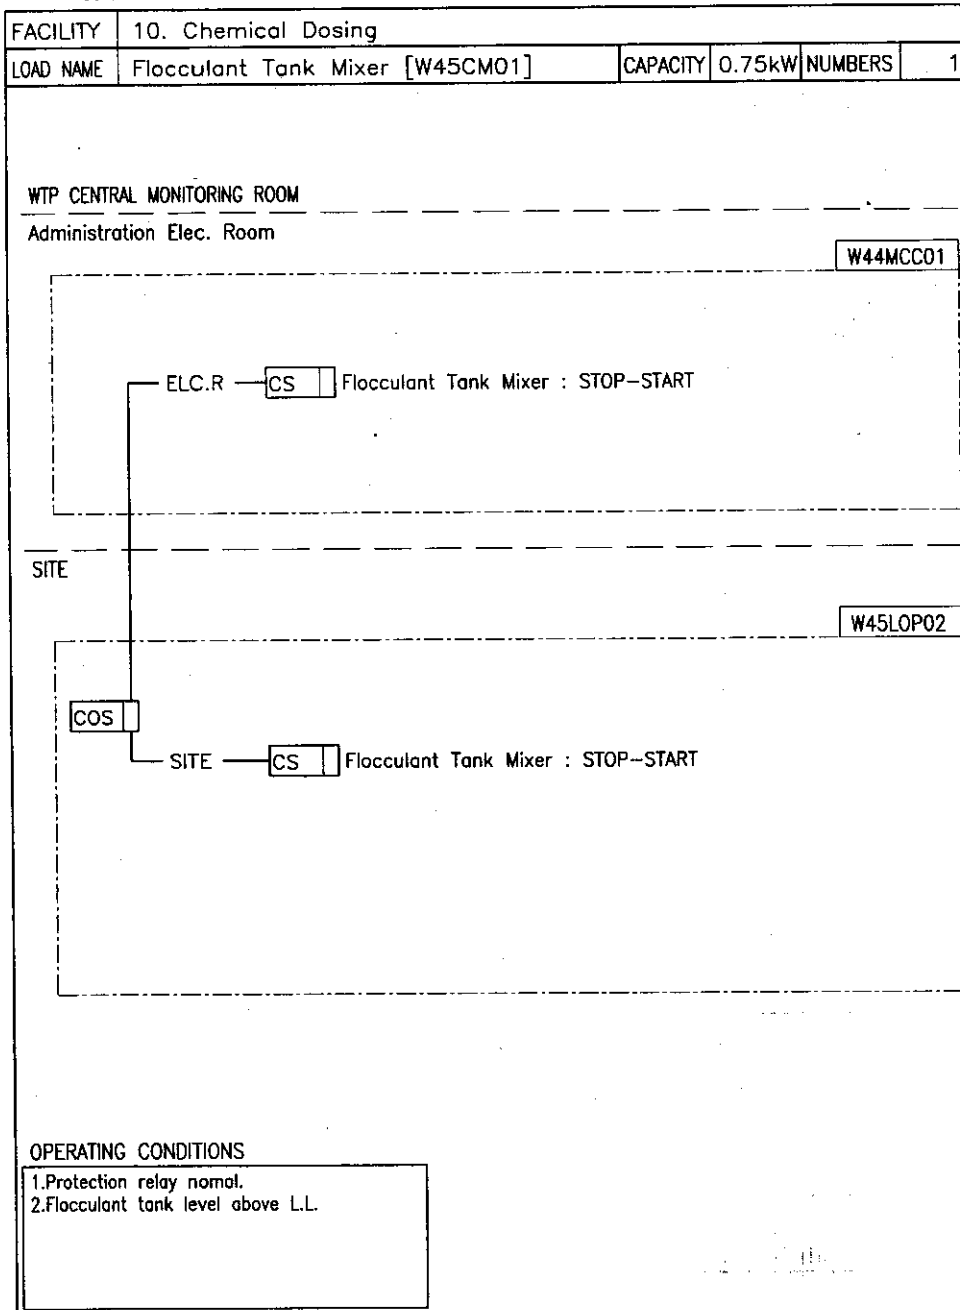 FACILITY 10. Chemical Dosing
LOAD NAME Flocculant Tank Mixer [W45CM01] CAPACITY 0.75kW NUMBERS 1
WTP CENTRAL MONITORING ROOM
Administration Elec. Room
W44MCC01
ELC.R CS Flocculant Tank Mixer : STOP-START
SITE
W45LOP02
COS
SITE CS Flocculant Tank Mixer : STOP-START
OPERATING CONDITIONS
1.Protection relay nomal.
2.Flocculant tank level above L.L.